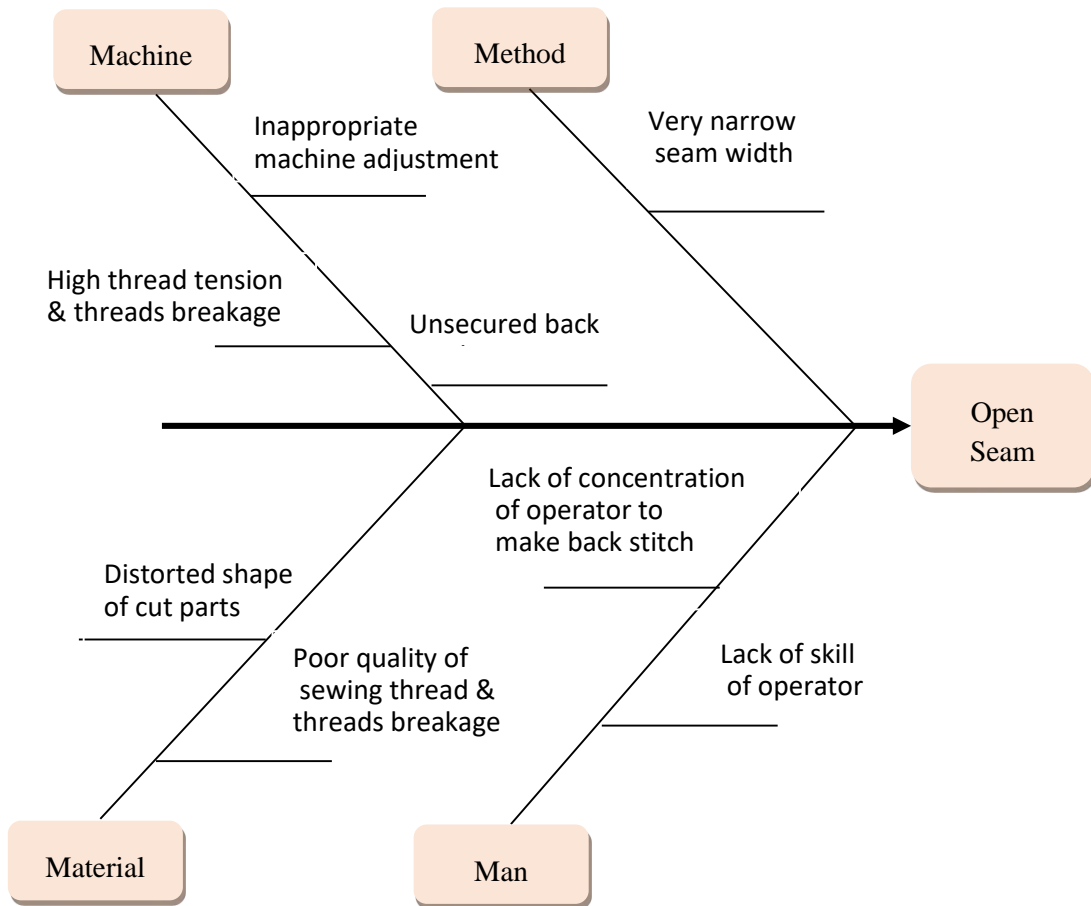 Machine
Method
Inappropriate
machine adjustment
Very narrow
seam width
High thread tension
& threads breakage
Unsecured back
Open
Seam
Lack of concentration
of operator to
make back stitch
Distorted shape
of cut parts
Poor quality of
sewing thread &
threads breakage
Lack of skill
of operator
Material
Man